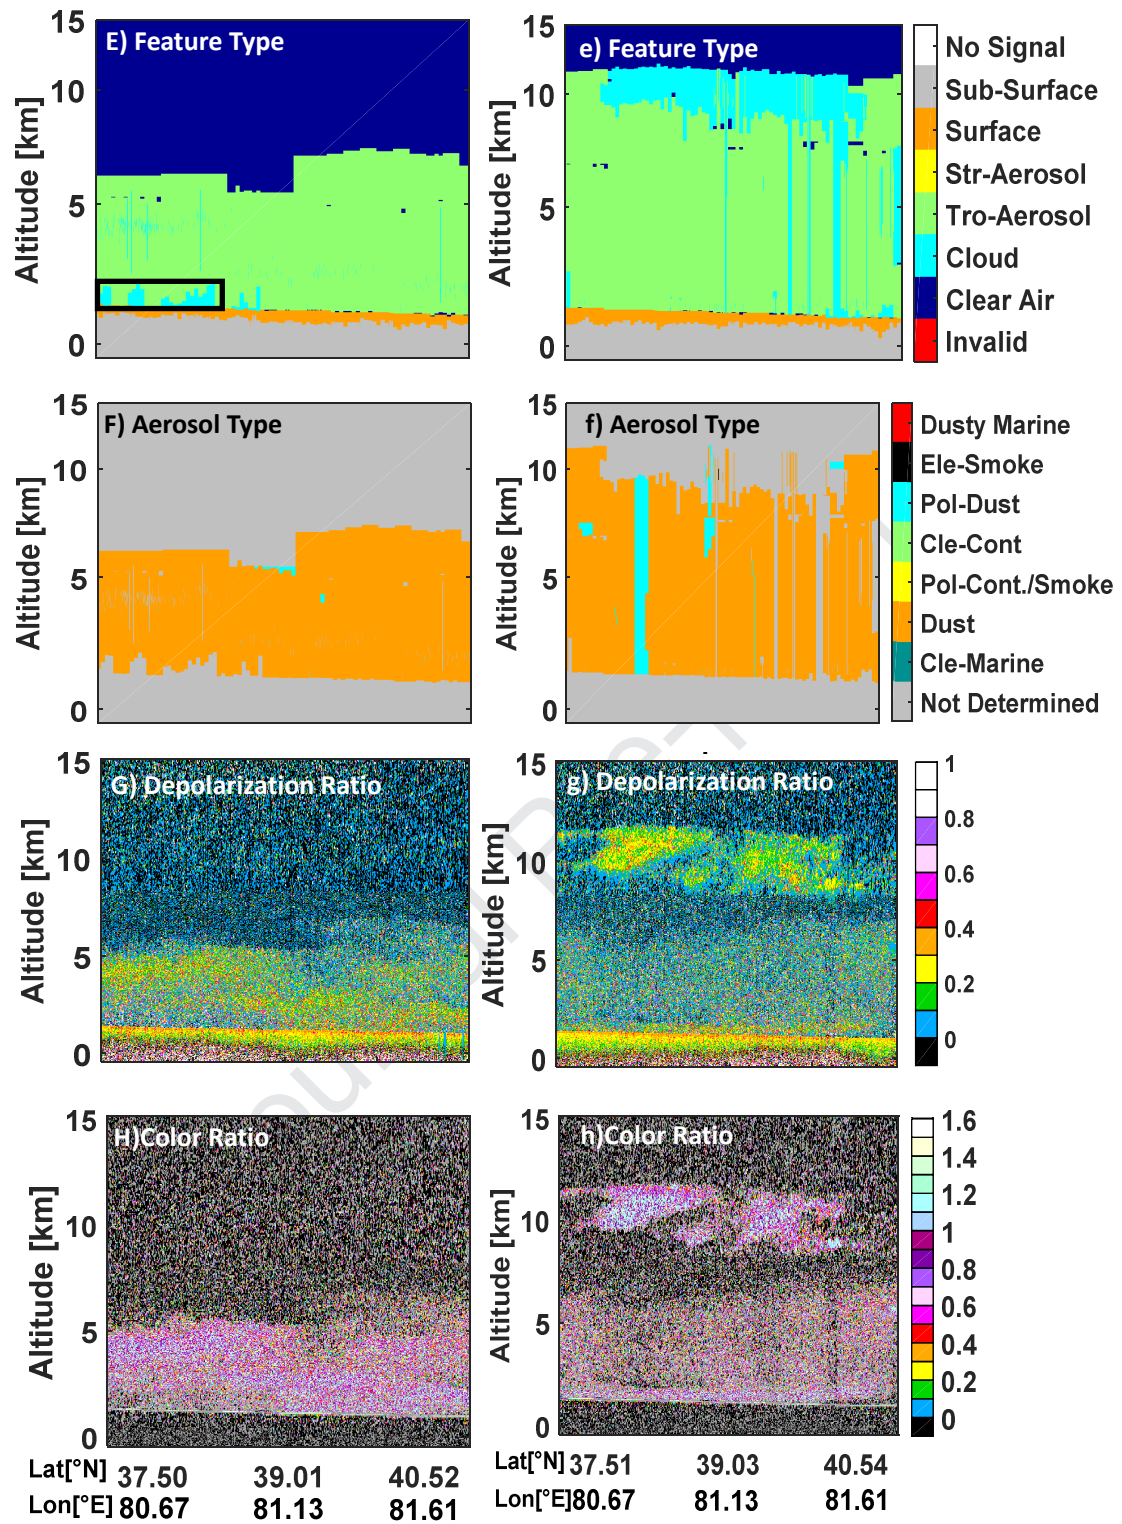 E) Feature Type
15
10
5
0
Altitude [km]
e) Feature Type
15
10
5
0
Altitude [km]
No Signal
Sub-Surface
Surface
Str-Aerosol
Tro-Aerosol
Cloud
Clear Air
Invalid
F) Aerosol Type
15
10
5
0
Altitude [km]
f) Aerosol Type
15
10
5
0
Altitude [km]
Dusty Marine
Ele-Smoke
Pol-Dust
Cle-Cont
Pol-Cont./Smoke
Dust
Cle-Marine
Not Determined
G) Depolarization Ratio
15
10
5
0
Altitude [km]
g) Depolarization Ratio
15
10
5
0
Altitude [km]
1
0.8
0.6
0.4
0.2
0
H)Color Ratio
15
10
5
0
Altitude [km]
h)Color Ratio
15
10
5
0
Altitude [km]
1.6
1.4
1.2
1
0.8
0.6
0.4
0.2
0
Lat[°N] 37.50 39.01 40.52
Lon[°E] 80.67 81.13 81.61
Lat[°N] 37.51 39.03 40.54
Lon[°E] 80.67 81.13 81.61